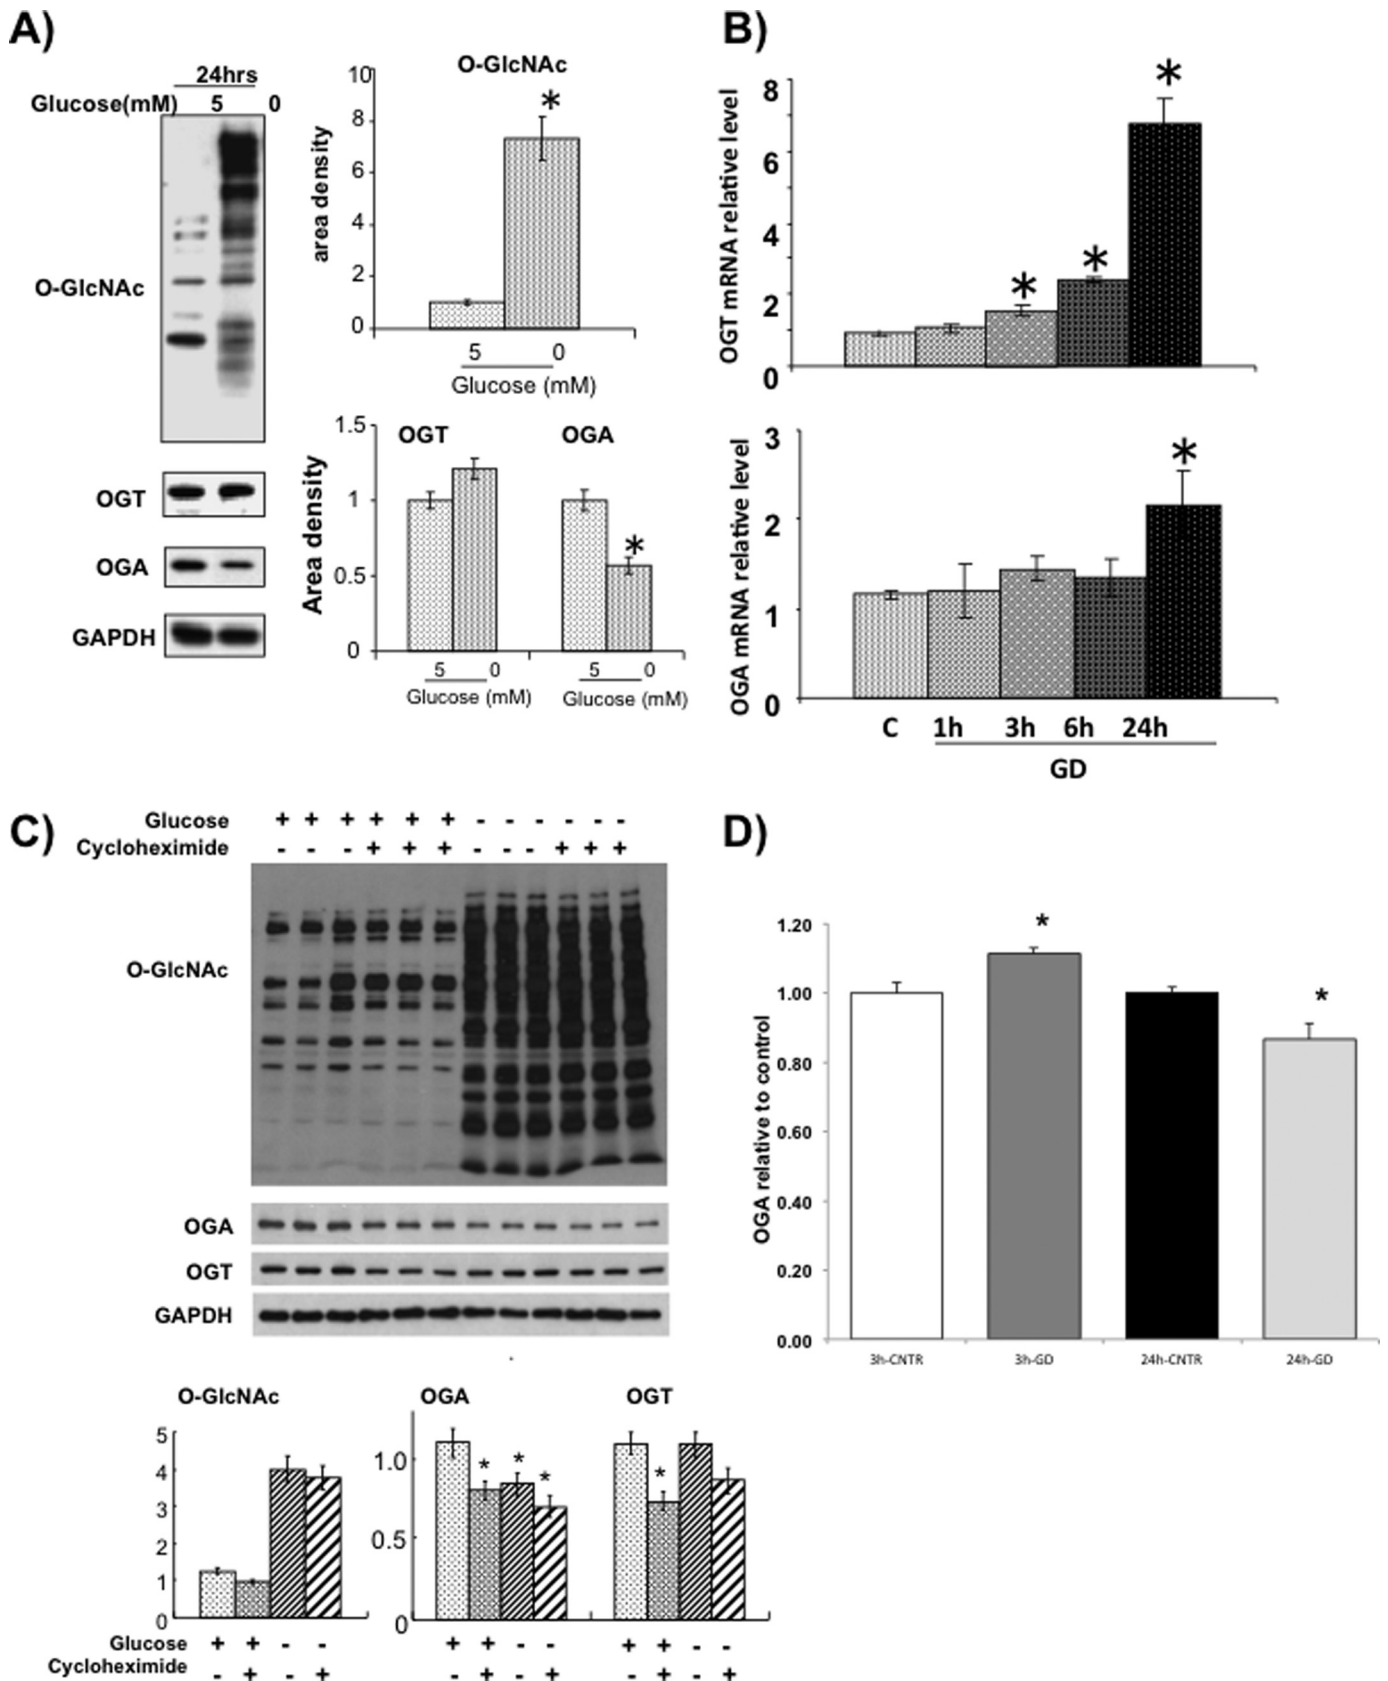 A)
24hrs
Glucose(mM) 5 0
O-GlcNAc
OGT
OGA
GAPDH
O-GlcNAc
area density
10
8
6
4
2
0
*
5 0
Glucose (mM)
Area density
1.5
1
0.5
0
OGT
OGA
*
5 0
Glucose (mM)
5 0
Glucose (mM)
B)
OGT mRNA relative level
8
6
4
2
0
* * *
OGA mRNA relative level
3
2
1
0
*
C 1h 3h 6h 24h
GD
C)
Glucose + + + + + + - - - - - -
Cycloheximide - - - + + + - - - + + +
O-GlcNAc
OGA
OGT
GAPDH
O-GlcNAc
5
4
3
2
1
0
OGA
1.0
0.5
0
* * *
OGT
*
Glucose + + - - + + - - + + - -
Cycloheximide - + - + - + - + - + - +
D)
OGA relative to control
1.20
1.00
0.80
0.60
0.40
0.20
0.00
* *
3h-CNTR 3h-GD 24h-CNTR 24h-GD